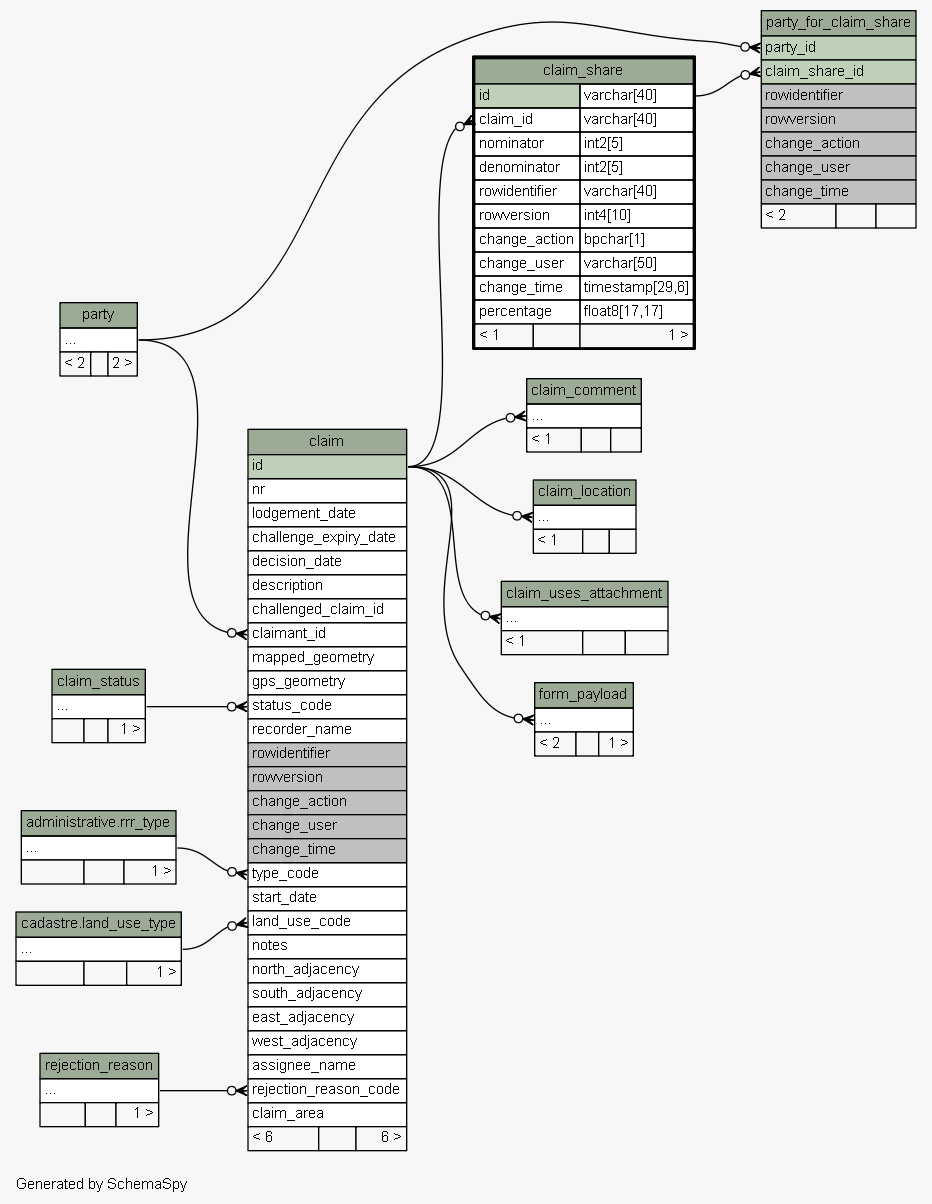 party_for_claim_share
party_id
claim_share_id
rowidentifier
rowversion
change_action
change_user
change_time
< 2
claim_share
id varchar[40]
claim_id varchar[40]
nominator int2[5]
denominator int2[5]
rowidentifier varchar[40]
rowversion int4[10]
change_action bpchar[1]
change_user varchar[50]
change_time timestamp[29,6]
percentage float8[17,17]
< 1 1 >
party
...
< 2 2 >
claim_comment
...
< 1
claim_location
...
< 1
claim_uses_attachment
...
< 1
form_payload
...
< 2 1 >
claim
id
nr
lodgement_date
challenge_expiry_date
decision_date
description
challenged_claim_id
claimant_id
mapped_geometry
gps_geometry
status_code
recorder_name
rowidentifier
rowversion
change_action
change_user
change_time
type_code
start_date
land_use_code
notes
north_adjacency
south_adjacency
east_adjacency
west_adjacency
assignee_name
rejection_reason_code
claim_area
< 6 6 >
claim_status
...
1 >
administrative.rrr_type
...
1 >
cadastre.land_use_type
...
1 >
rejection_reason
...
1 >
Generated by SchemaSpy